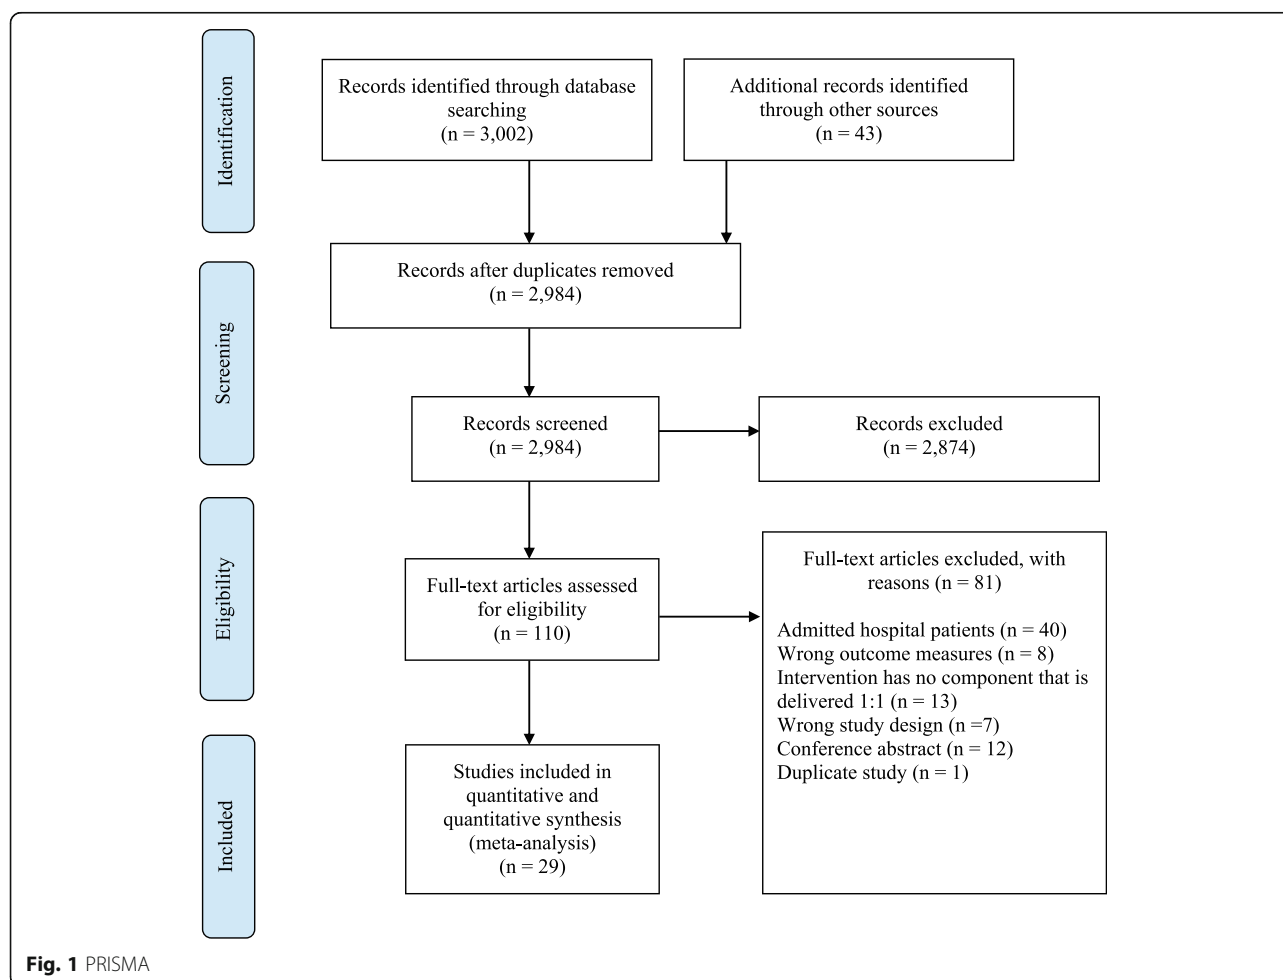 Identification
Records identified through database
searching
(n = 3,002)
Additional records identified
through other sources
(n = 43)
Screening
Records after duplicates removed
(n = 2,984)
Records screened
(n = 2,984)
Records excluded
(n = 2,874)
Eligibility
Full-text articles assessed
for eligibility
(n = 110)
Full-text articles excluded, with
reasons (n = 81)
Admitted hospital patients (n = 40)
Wrong outcome measures (n = 8)
Intervention has no component that is
delivered 1:1 (n = 13)
Wrong study design (n =7)
Conference abstract (n = 12)
Duplicate study (n = 1)
Included
Studies included in
quantitative and
quantitative synthesis
(meta-analysis)
(n = 29)
Fig. 1 PRISMA